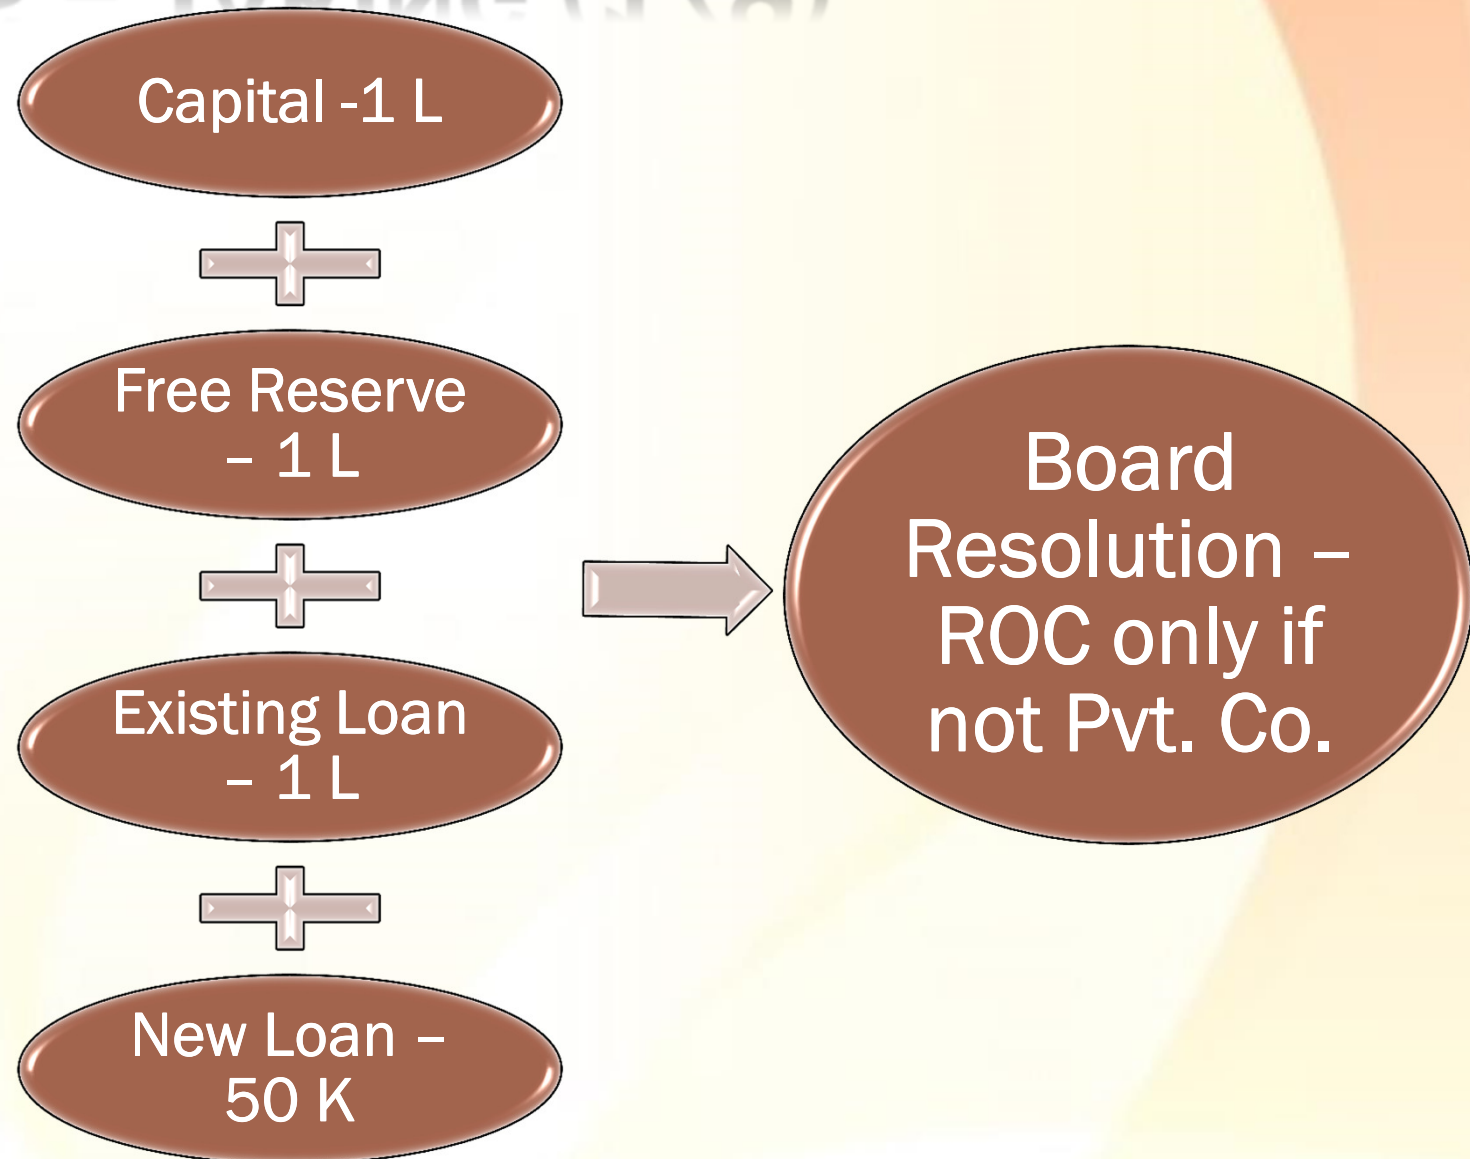 Capital -1 L
Free Reserve
– 1 L
Existing Loan
– 1 L
New Loan –
50 K
Board
Resolution –
ROC only if
not Pvt. Co.